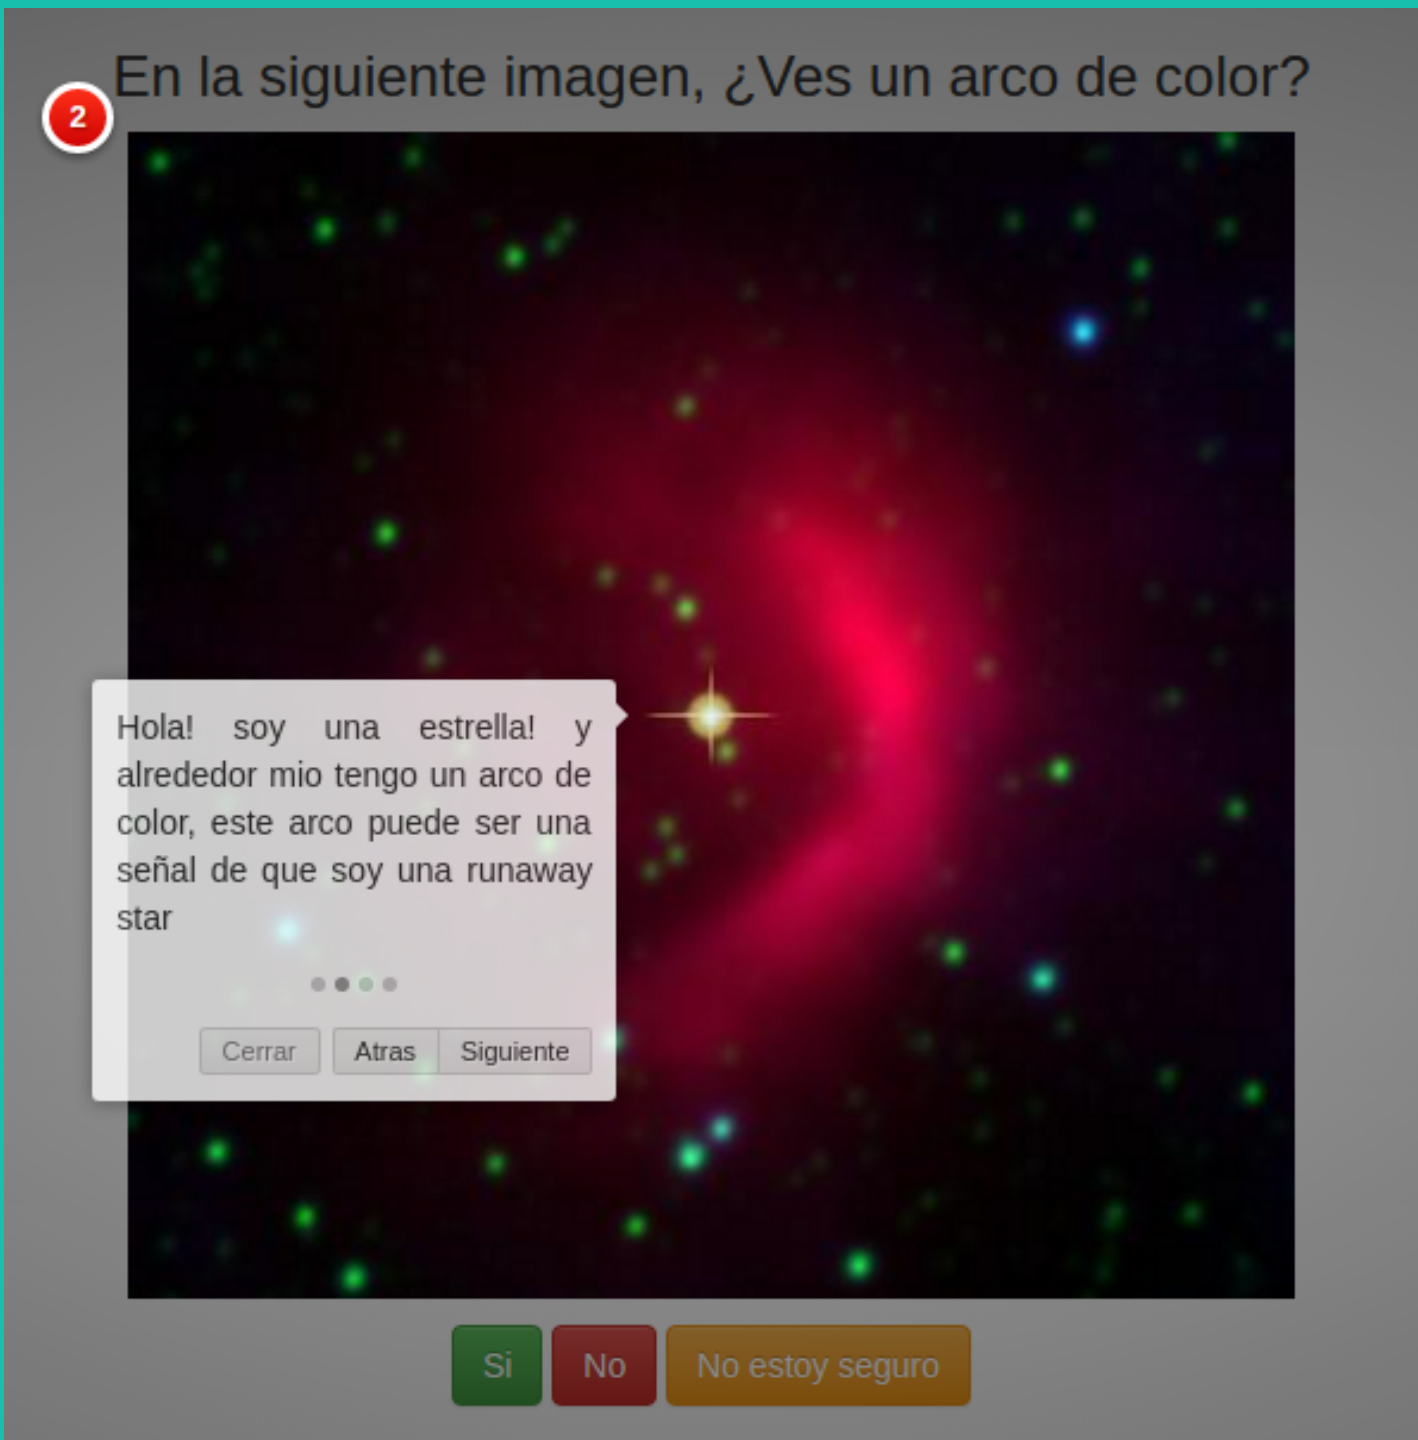 En la siguiente imagen, ¿Ves un arco de color?
2
Hola! soy una estrella! y
alrededor mio tengo un arco de
color, este arco puede ser una
señal de que soy una runaway
star
Cerrar
Atras
Siguiente
Si
No
No estoy seguro